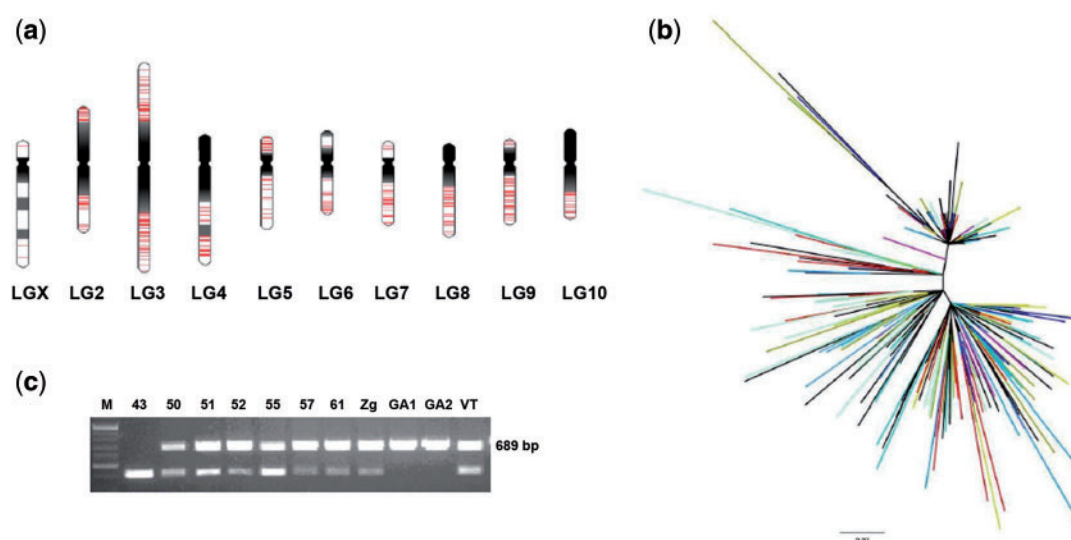 (a)
(b)
LGX LG2 LG3 LG4 LG5 LG6 LG7 LG8 LG9 LG10
(c)
M 43 50 51 52 55 57 61 Zg GA1 GA2 VT
689 bp